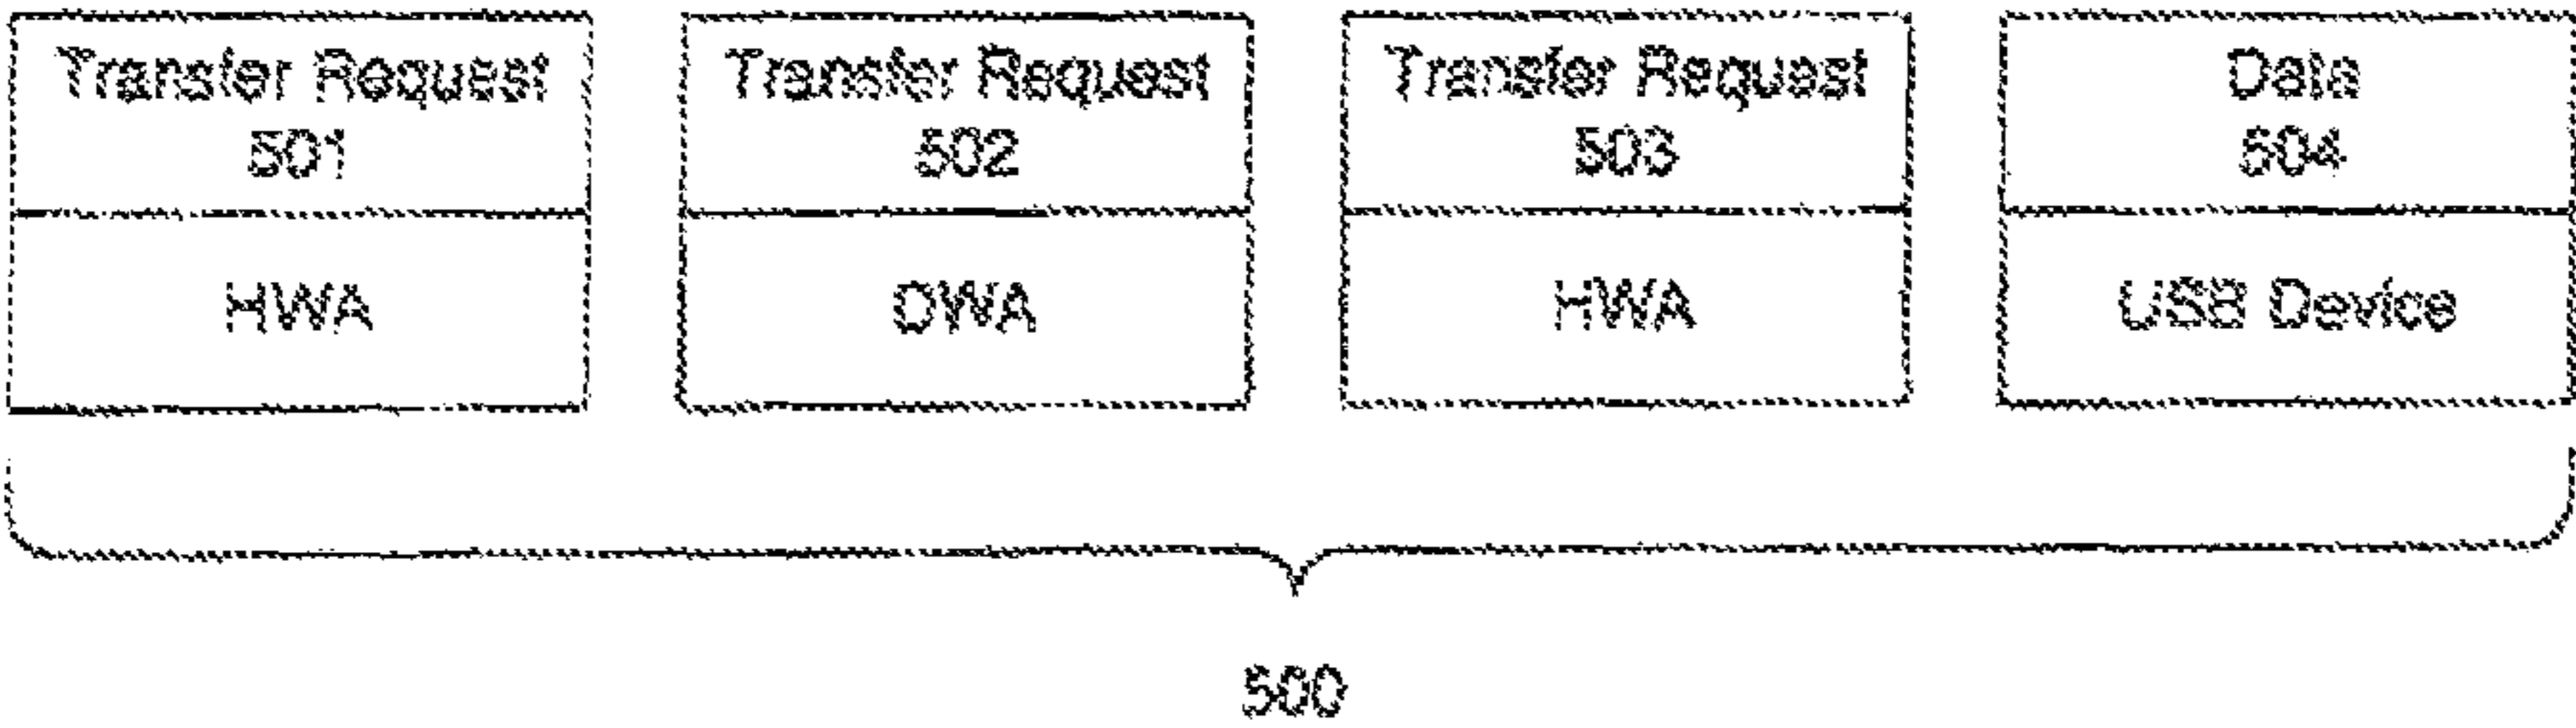 Transfer Request
501
HWA
Transfer Request
502
DWA
Transfer Request
503
HWA
Data
504
USB Device
500